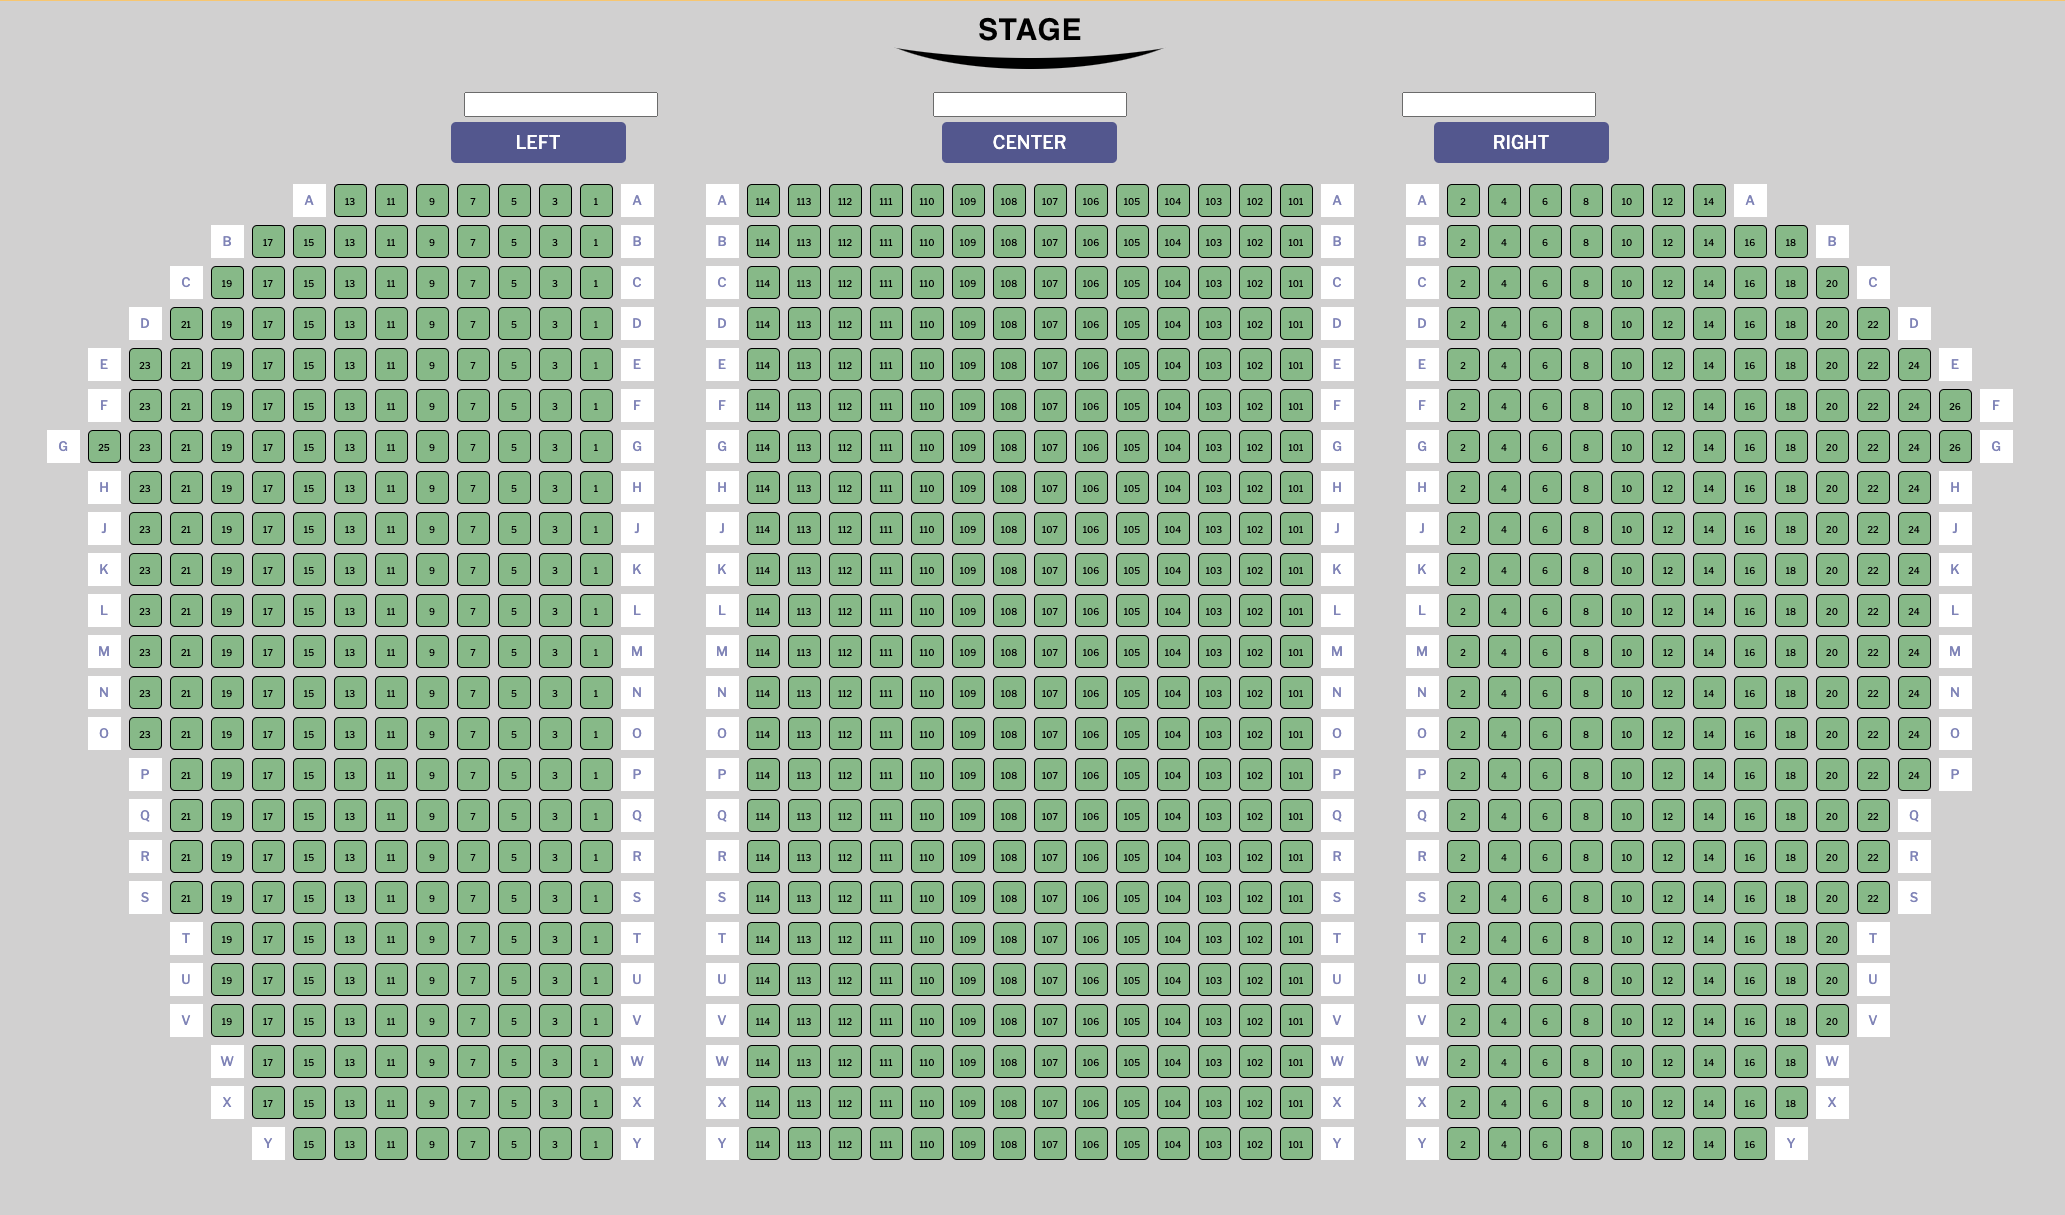 STAGE
LEFT CENTER RIGHT
A 13 11 9 7 5 3 1 A A 114 113 112 111 110 109 108 107 106 105 104 103 102 101 A A 2 4 6 8 10 12 14 A
B 17 15 13 11 9 7 5 3 1 B B 114 113 112 111 110 109 108 107 106 105 104 103 102 101 B B 2 4 6 8 10 12 14 16 18 B
C 19 17 15 13 11 9 7 5 3 1 C C 114 113 112 111 110 109 108 107 106 105 104 103 102 101 C C 2 4 6 8 10 12 14 16 18 20 C
D 21 19 17 15 13 11 9 7 5 3 1 D D 114 113 112 111 110 109 108 107 106 105 104 103 102 101 D D 2 4 6 8 10 12 14 16 18 20 22 D
E 23 21 19 17 15 13 11 9 7 5 3 1 E E 114 113 112 111 110 109 108 107 106 105 104 103 102 101 E E 2 4 6 8 10 12 14 16 18 20 22 24 E
F 23 21 19 17 15 13 11 9 7 5 3 1 F F 114 113 112 111 110 109 108 107 106 105 104 103 102 101 F F 2 4 6 8 10 12 14 16 18 20 22 24 26 F
G 25 23 21 19 17 15 13 11 9 7 5 3 1 G G 114 113 112 111 110 109 108 107 106 105 104 103 102 101 G G 2 4 6 8 10 12 14 16 18 20 22 24 26 G
H 23 21 19 17 15 13 11 9 7 5 3 1 H H 114 113 112 111 110 109 108 107 106 105 104 103 102 101 H H 2 4 6 8 10 12 14 16 18 20 22 24 H
J 23 21 19 17 15 13 11 9 7 5 3 1 J J 114 113 112 111 110 109 108 107 106 105 104 103 102 101 J J 2 4 6 8 10 12 14 16 18 20 22 24 J
K 23 21 19 17 15 13 11 9 7 5 3 1 K K 114 113 112 111 110 109 108 107 106 105 104 103 102 101 K K 2 4 6 8 10 12 14 16 18 20 22 24 K
L 23 21 19 17 15 13 11 9 7 5 3 1 L L 114 113 112 111 110 109 108 107 106 105 104 103 102 101 L L 2 4 6 8 10 12 14 16 18 20 22 24 L
M 23 21 19 17 15 13 11 9 7 5 3 1 M M 114 113 112 111 110 109 108 107 106 105 104 103 102 101 M M 2 4 6 8 10 12 14 16 18 20 22 24 M
N 23 21 19 17 15 13 11 9 7 5 3 1 N N 114 113 112 111 110 109 108 107 106 105 104 103 102 101 N N 2 4 6 8 10 12 14 16 18 20 22 24 N
O 23 21 19 17 15 13 11 9 7 5 3 1 O O 114 113 112 111 110 109 108 107 106 105 104 103 102 101 O O 2 4 6 8 10 12 14 16 18 20 22 24 O
P 21 19 17 15 13 11 9 7 5 3 1 P P 114 113 112 111 110 109 108 107 106 105 104 103 102 101 P P 2 4 6 8 10 12 14 16 18 20 22 24 P
Q 21 19 17 15 13 11 9 7 5 3 1 Q Q 114 113 112 111 110 109 108 107 106 105 104 103 102 101 Q Q 2 4 6 8 10 12 14 16 18 20 22 Q
R 21 19 17 15 13 11 9 7 5 3 1 R R 114 113 112 111 110 109 108 107 106 105 104 103 102 101 R R 2 4 6 8 10 12 14 16 18 20 22 R
S 21 19 17 15 13 11 9 7 5 3 1 S S 114 113 112 111 110 109 108 107 106 105 104 103 102 101 S S 2 4 6 8 10 12 14 16 18 20 22 S
T 19 17 15 13 11 9 7 5 3 1 T T 114 113 112 111 110 109 108 107 106 105 104 103 102 101 T T 2 4 6 8 10 12 14 16 18 20 T
U 19 17 15 13 11 9 7 5 3 1 U U 114 113 112 111 110 109 108 107 106 105 104 103 102 101 U U 2 4 6 8 10 12 14 16 18 20 U
V 19 17 15 13 11 9 7 5 3 1 V V 114 113 112 111 110 109 108 107 106 105 104 103 102 101 V V 2 4 6 8 10 12 14 16 18 20 V
W 17 15 13 11 9 7 5 3 1 W W 114 113 112 111 110 109 108 107 106 105 104 103 102 101 W W 2 4 6 8 10 12 14 16 18 W
X 17 15 13 11 9 7 5 3 1 X X 114 113 112 111 110 109 108 107 106 105 104 103 102 101 X X 2 4 6 8 10 12 14 16 18 X
Y 15 13 11 9 7 5 3 1 Y Y 114 113 112 111 110 109 108 107 106 105 104 103 102 101 Y Y 2 4 6 8 10 12 14 16 Y